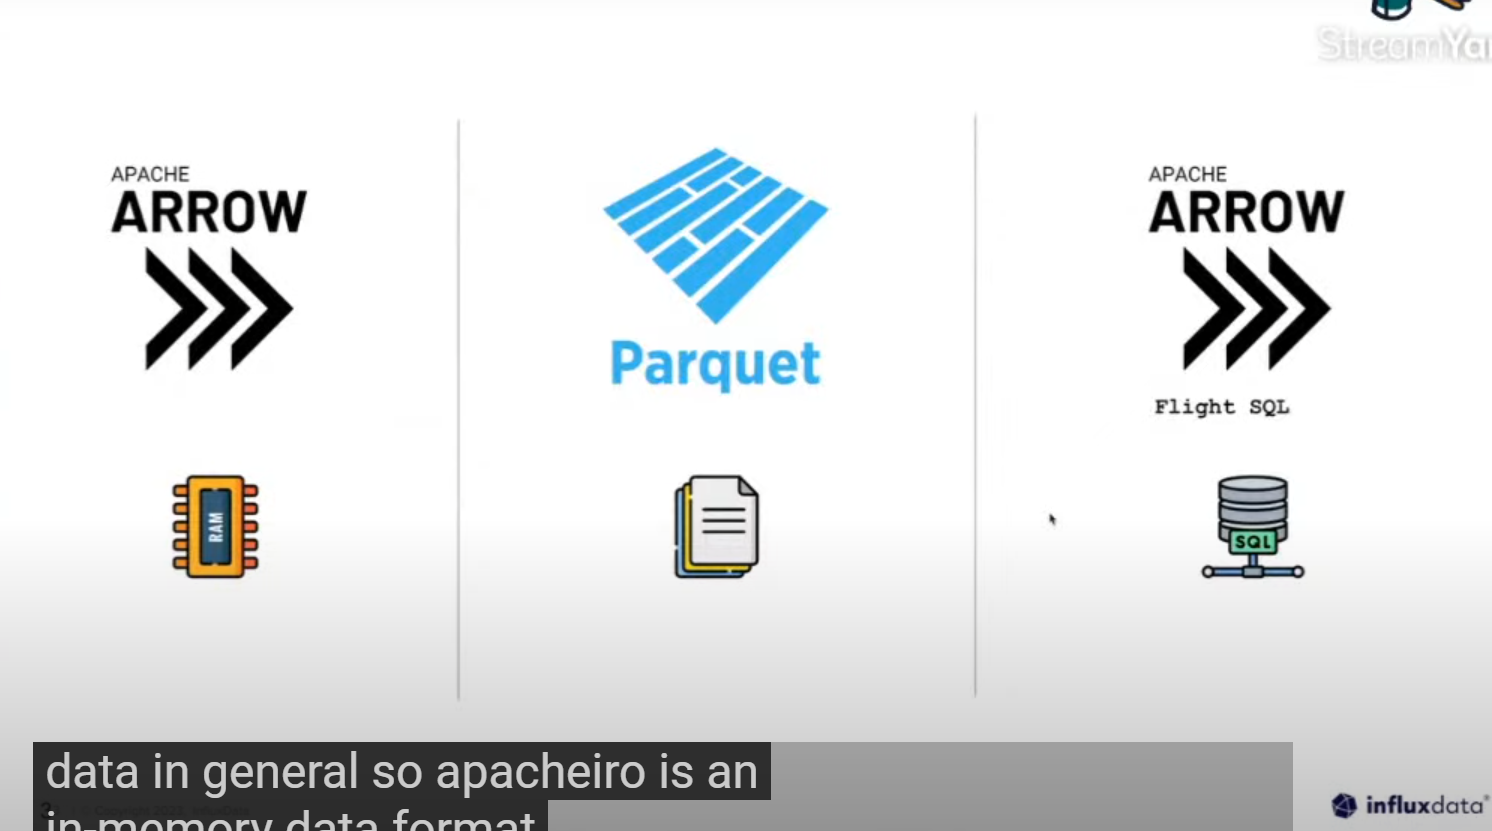 StreamYar
APACHE
ARROW
RAM
Parquet
APACHE
ARROW
Flight SQL
SQL
data in general so apacheiro is an
in-memory data format
influxdata